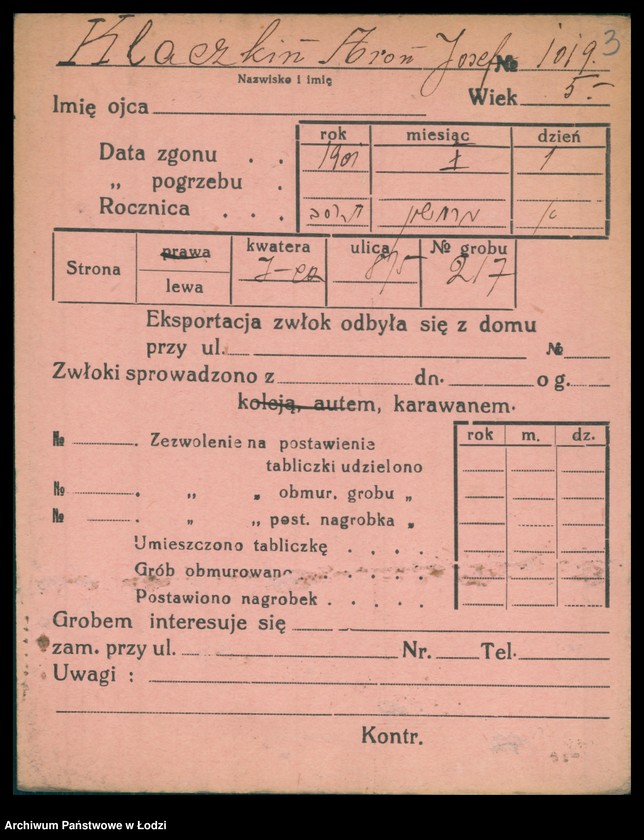 Klaczkiń Aroń Josef № 1019. 3
Nazwisko i imię
Imię ojca Wiek 5.-
rok miesiąc dzień
Data zgonu . . 1901 1 1
„ pogrzebu .
Rocznica . . .
Strona prawa lewa kwatera ulica № grobu 217
Eksportacja zwłok odbyła się z domu
przy ul. №
Zwłoki sprowadzono z dn. o g.
koleją, autem, karawanem.
rok m. dz.
№ . Zezwolenie na postawienie
tabliczki udzielono
№ . „ „ obmur. grobu „
№ . „ „ post. nagrobka „
Umieszczono tabliczkę . . . .
Grób obmurowano . . . . .
Postawiono nagrobek . . . . .
Grobem interesuje się
zam. przy ul. Nr. Tel.
Uwagi :
Kontr.
Archiwum Państwowe w Łodzi